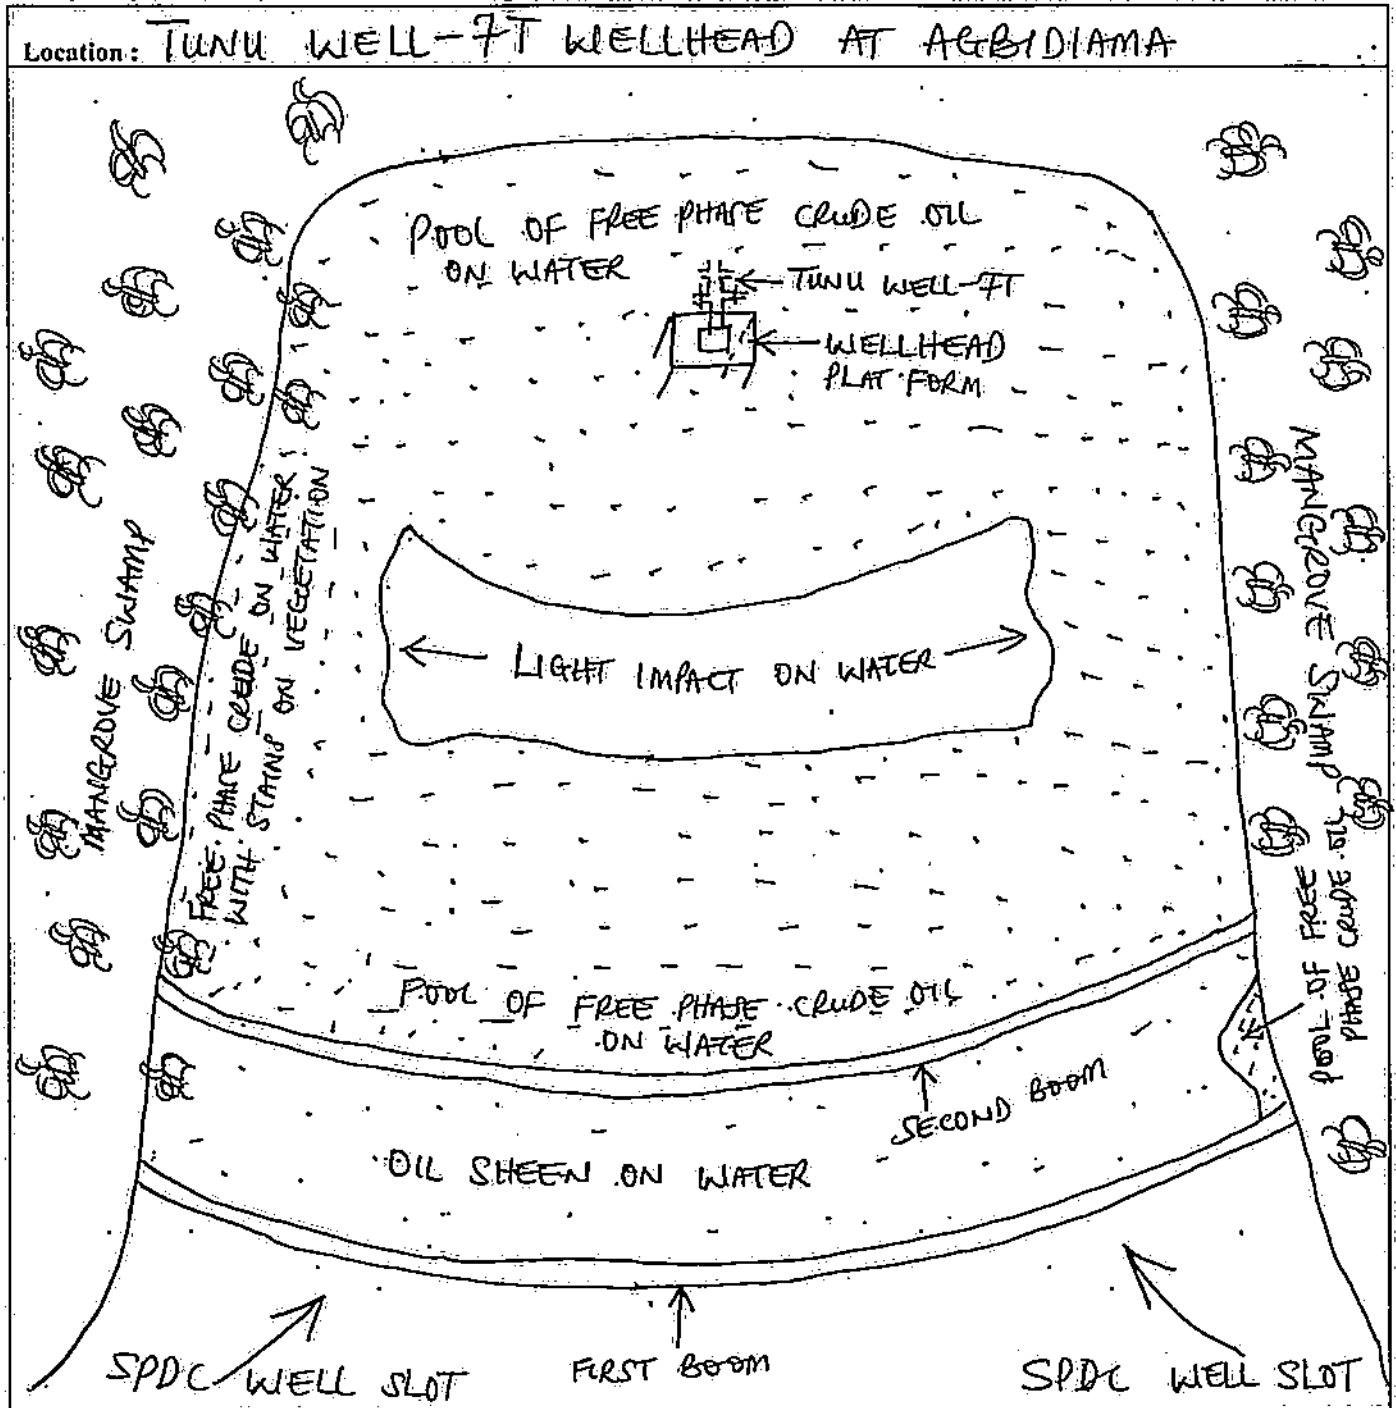 Location: TUNU WELL-7T WELLHEAD AT AGBIDIAMA
POOL OF FREE PHASE CRUDE OIL
ON WATER
TUNU WELL-7T
WELLHEAD
PLAT FORM
MANGROVE SWAMP
FREE PHASE CRUDE ON WATER
WITH STAINS ON VEGETATION
LIGHT IMPACT ON WATER
MANGROVE SWAMP
POOL OF FREE
PHASE CRUDE OIL
POOL OF FREE PHASE CRUDE OIL
ON WATER
SECOND BOOM
OIL SHEEN ON WATER
SPDC WELL SLOT
FIRST BOOM
SPDC WELL SLOT